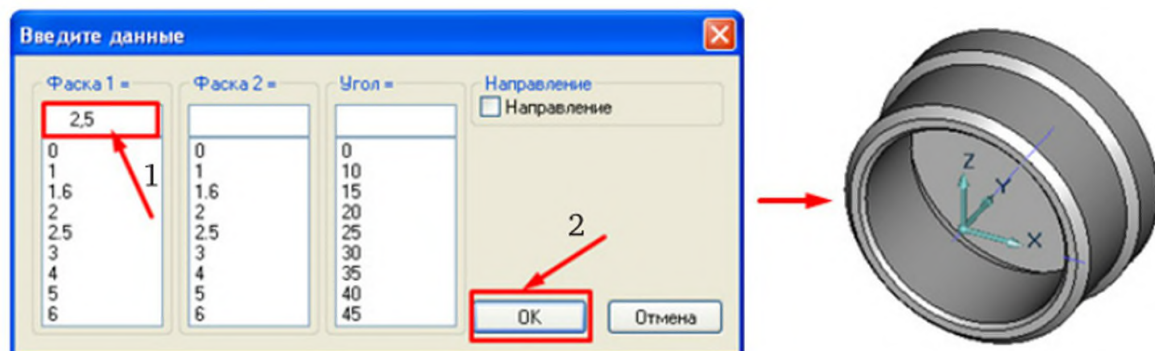 Введите данные
Фаска 1 = Фаска 2 = Угол = Направление
Направление
2,5
0 0 0
1 1 10
1.6 1.6 15
2 2 20
2.5 2.5 25
3 3 30
4 4 35
5 5 40
6 6 45
1
2
OK Отмена
Z
Y
X